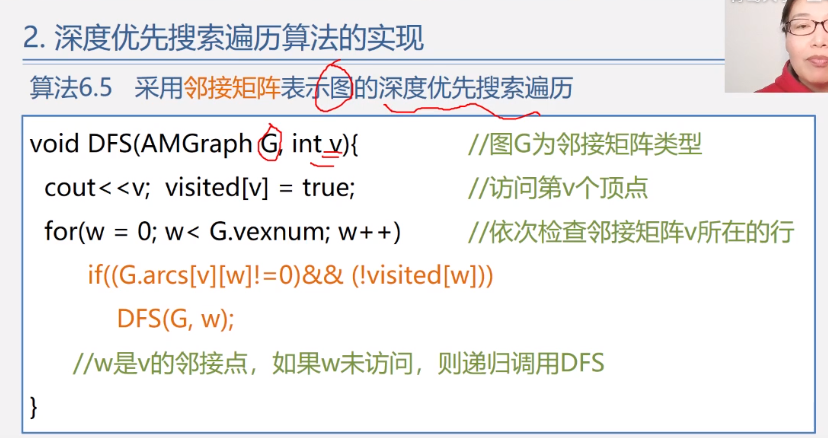 2. 深度优先搜索遍历算法的实现
算法6.5 采用邻接矩阵表示图的深度优先搜索遍历
void DFS(AMGraph G, int v){ //图G为邻接矩阵类型
cout<<v; visited[v] = true; //访问第v个顶点
for(w = 0; w< G.vexnum; w++) //依次检查邻接矩阵v所在的行
if((G.arcs[v][w]!=0)&& (!visited[w]))
DFS(G, w);
//w是v的邻接点，如果w未访问，则递归调用DFS
}